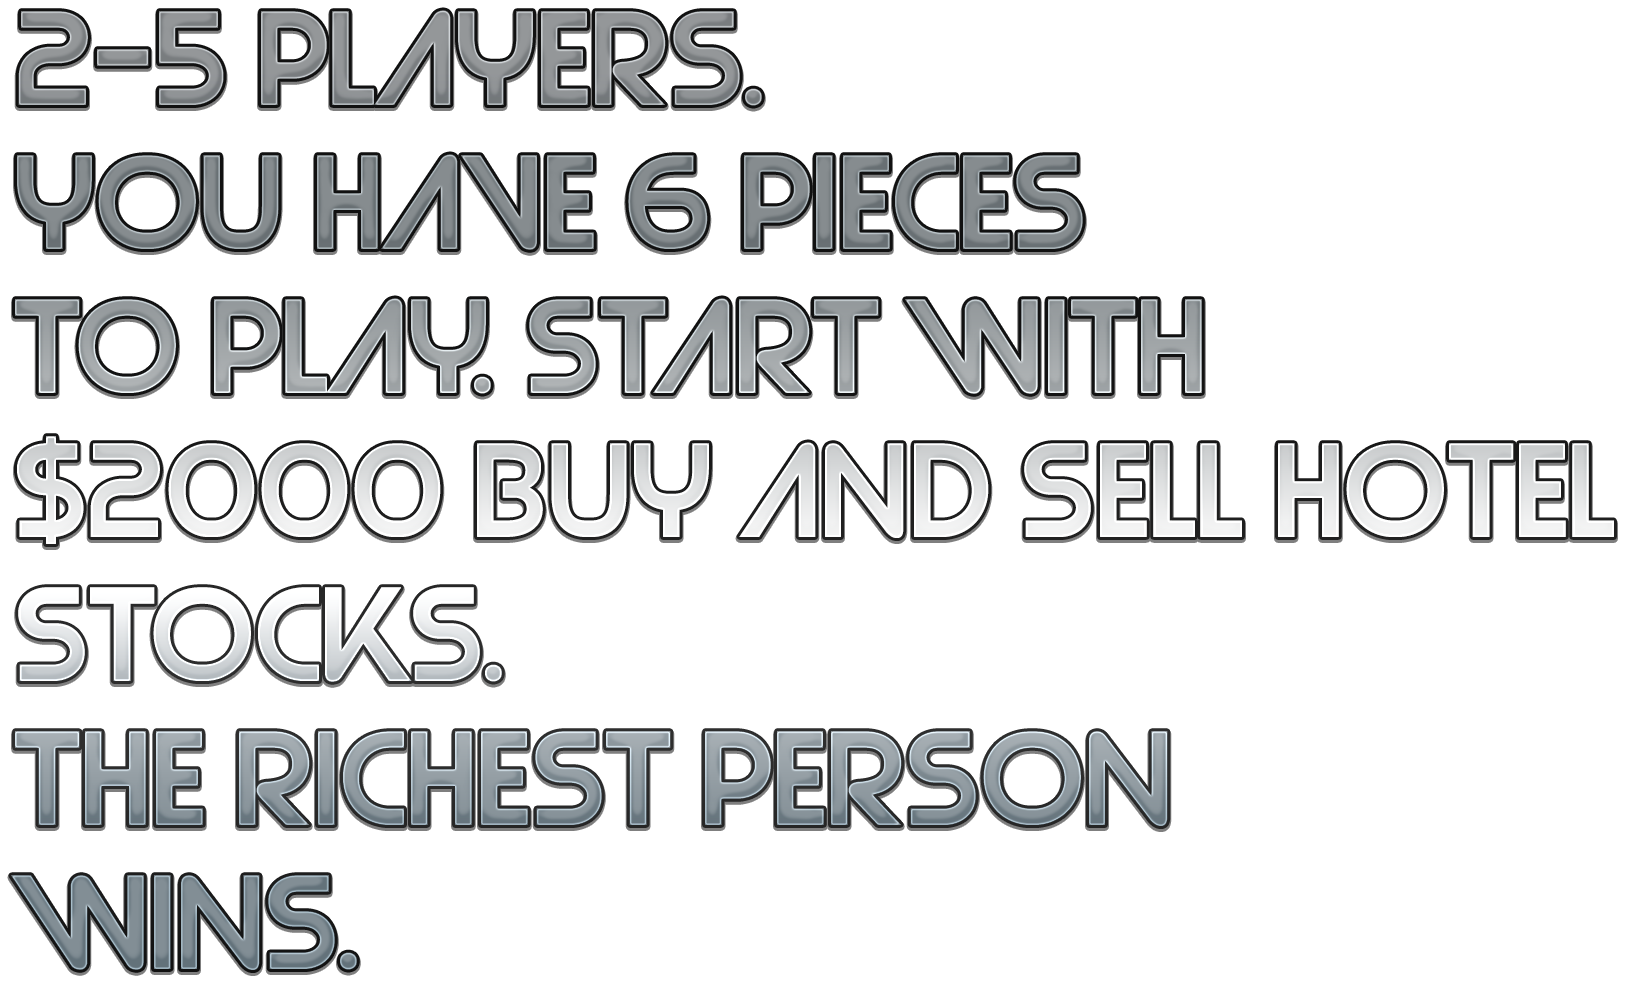 2-5 PLAYERS.
YOU HAVE 6 PIECES
TO PLAY. START WITH
$2000 BUY AND SELL HOTEL
STOCKS.
THE RICHEST PERSON
WINS.